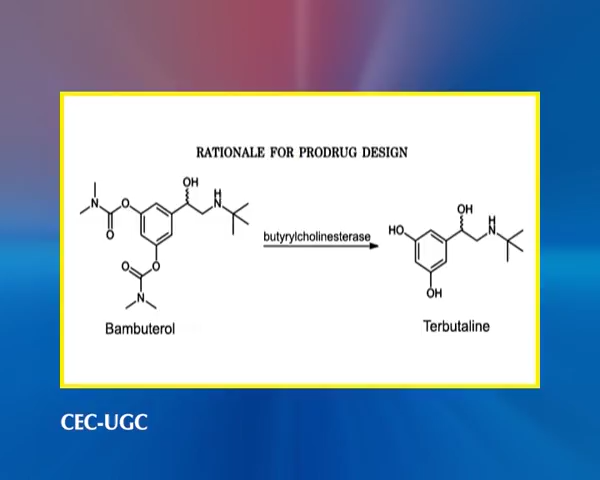 RATIONALE FOR PRODRUG DESIGN
OH
H
N
N
O
O
O
O
N
butyrylcholinesterase
OH
H
N
HO
OH
Bambuterol
Terbutaline
CEC-UGC